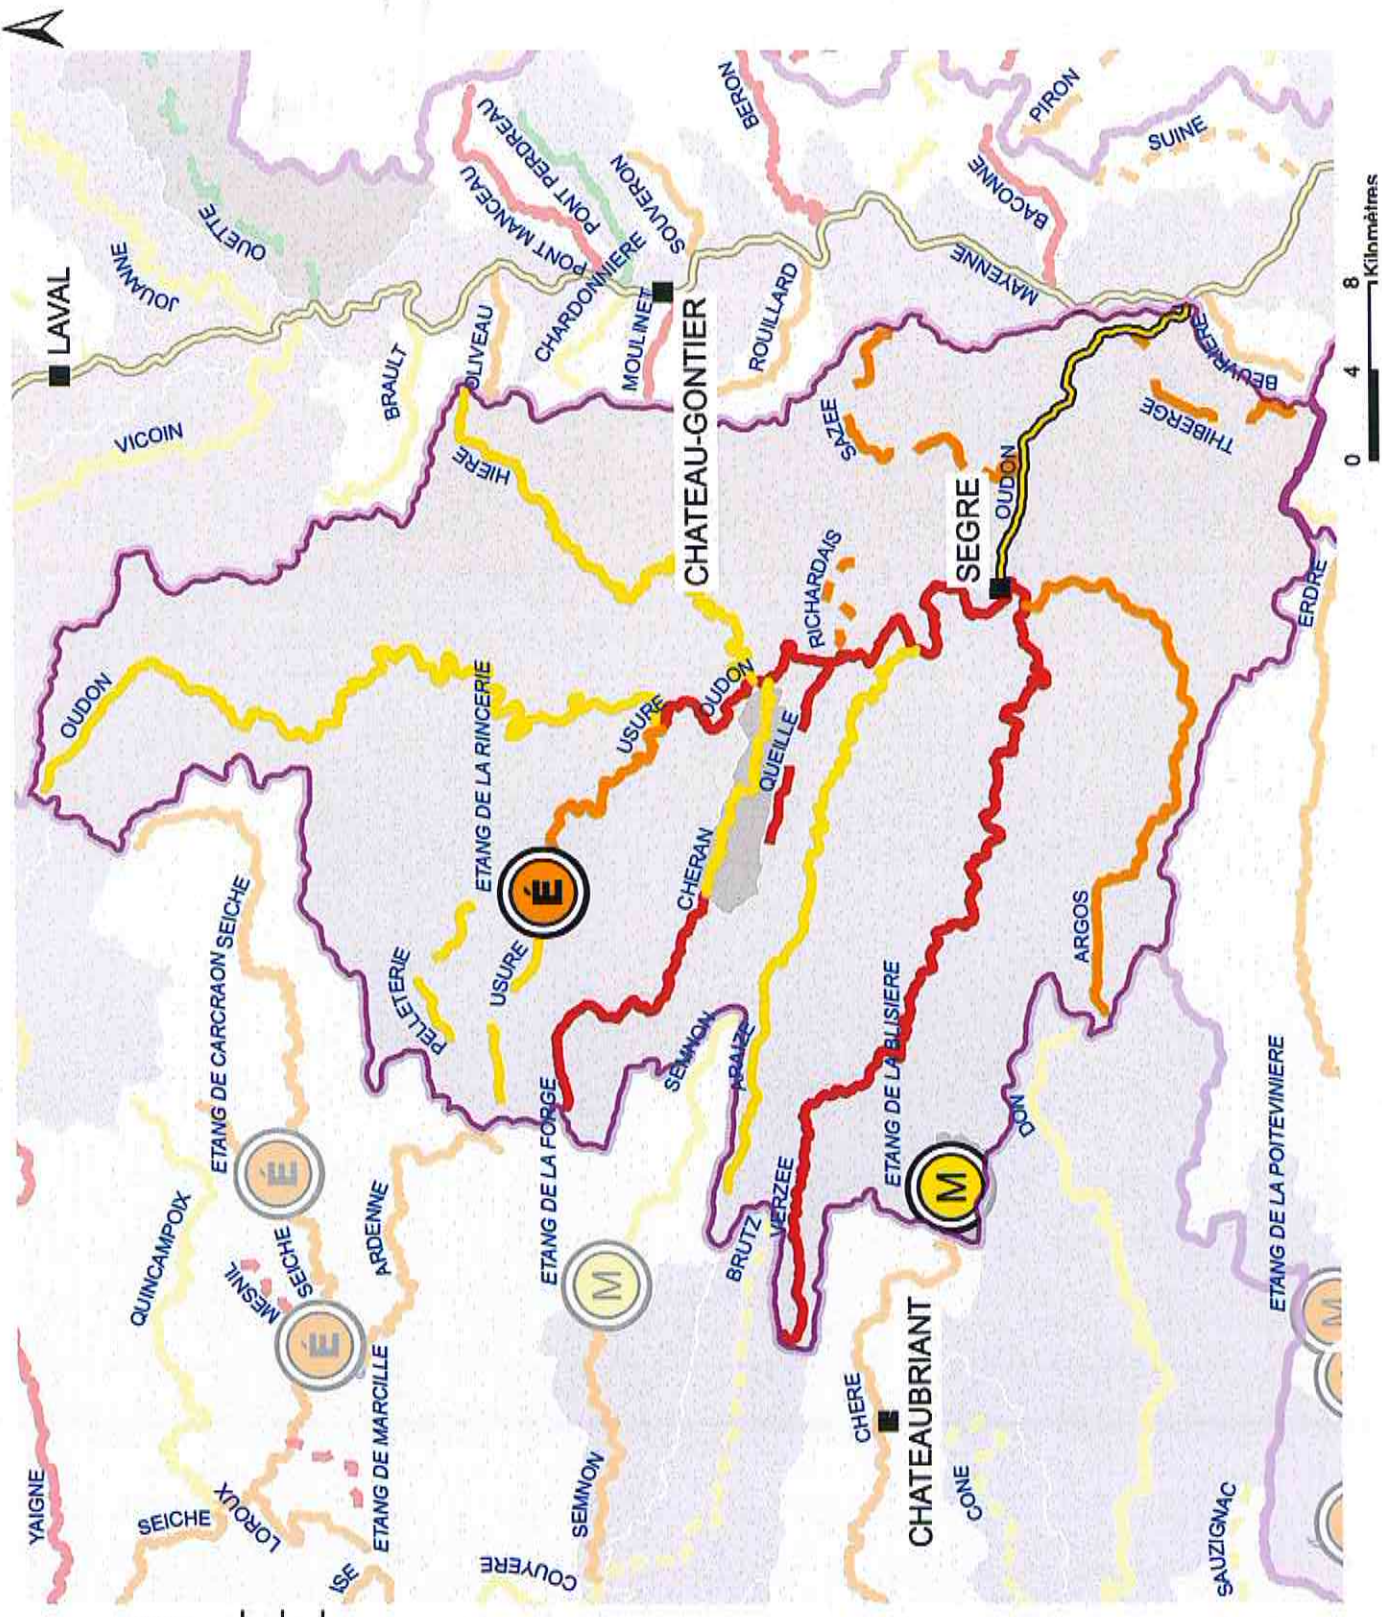 YAIGNE
LAVAL
OUDON
VICOIN
JOUANNE
QUINCAMPOIX
SEICHE
ETANG DE CARCRAON
SEICHE
OUETTE
LOROUX
MESNIL
É
SEICHE
É
ISE
ETANG DE MARCILLE
ARDENNE
BRAULT
PELLETERIE
OLIVEAU
HIERE
PONT MANCEAU
PONT PERDREAU
ETANG DE LA RINCERIE
USURE
COUYERE
ETANG DE LA FORGE
É
CHARDONNIERE
SEMNON
M
USURE
MOULINET
SOUVERON
SEMNON
CHERAN
CHATEAU-GONTIER
OUDON
BRUTZ
ARAIZE
BERON
VERZEE
QUEILLE
ROUILLARD
RICHARDAIS
SAZEE
CHERE
ETANG DE LA BLISIERE
CHATEAUBRIANT
M
SEGRE
CONE
OUDON
MAYENNE
BACONNE
DON
PIRON
ARGOS
SUINE
THIBERGE
BEUVRIERE
SAUZIGNAC
ETANG DE LA POITEVINIERE
ERDRE
M
0 4 8
Kilomètres